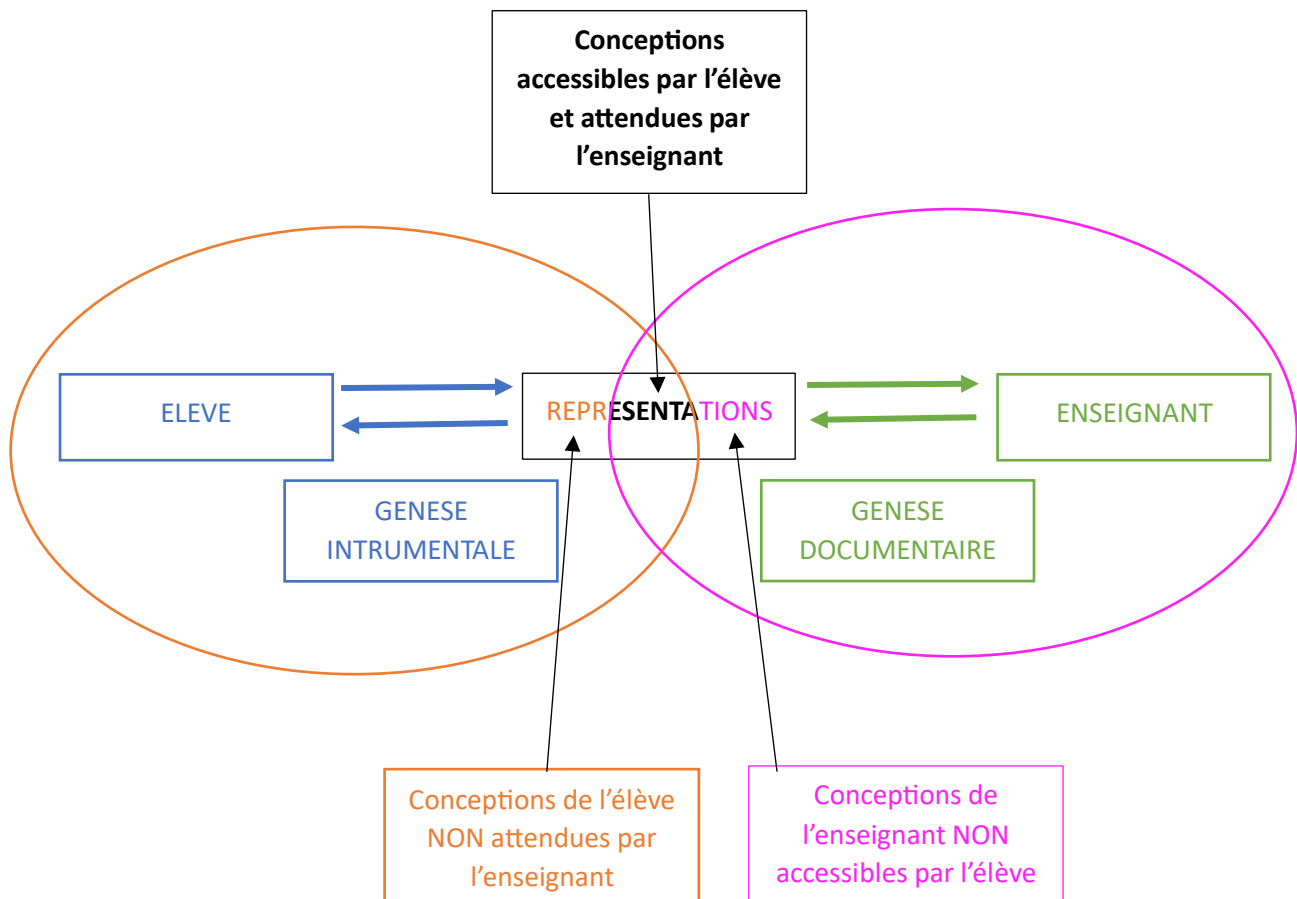 Conceptions
accessibles par l’élève
et attendues par
l’enseignant
ELEVE
REPRESENTATIONS
ENSEIGNANT
GENESE
INTRUMENTALE
GENESE
DOCUMENTAIRE
Conceptions de l’élève
NON attendues par
l’enseignant
Conceptions de
l’enseignant NON
accessibles par l’élève